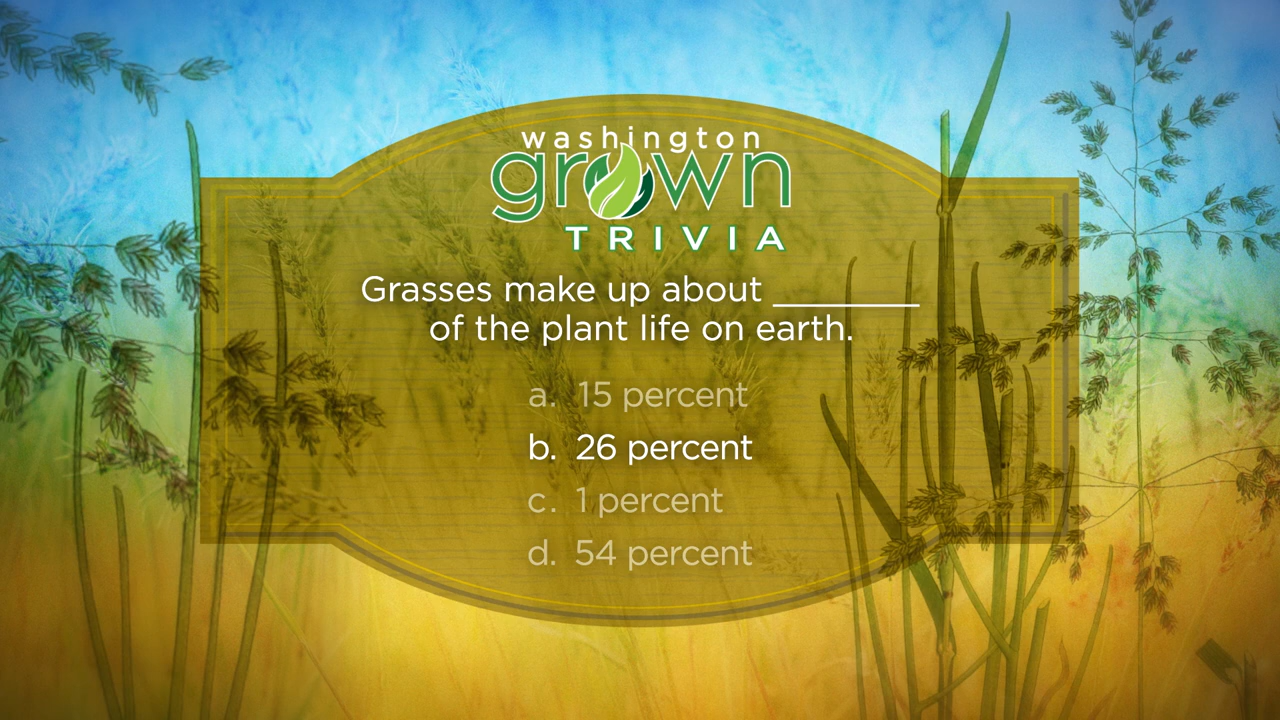 washington
grown
TRIVIA
Grasses make up about ________
of the plant life on earth.
a. 15 percent
b. 26 percent
c. 1 percent
d. 54 percent